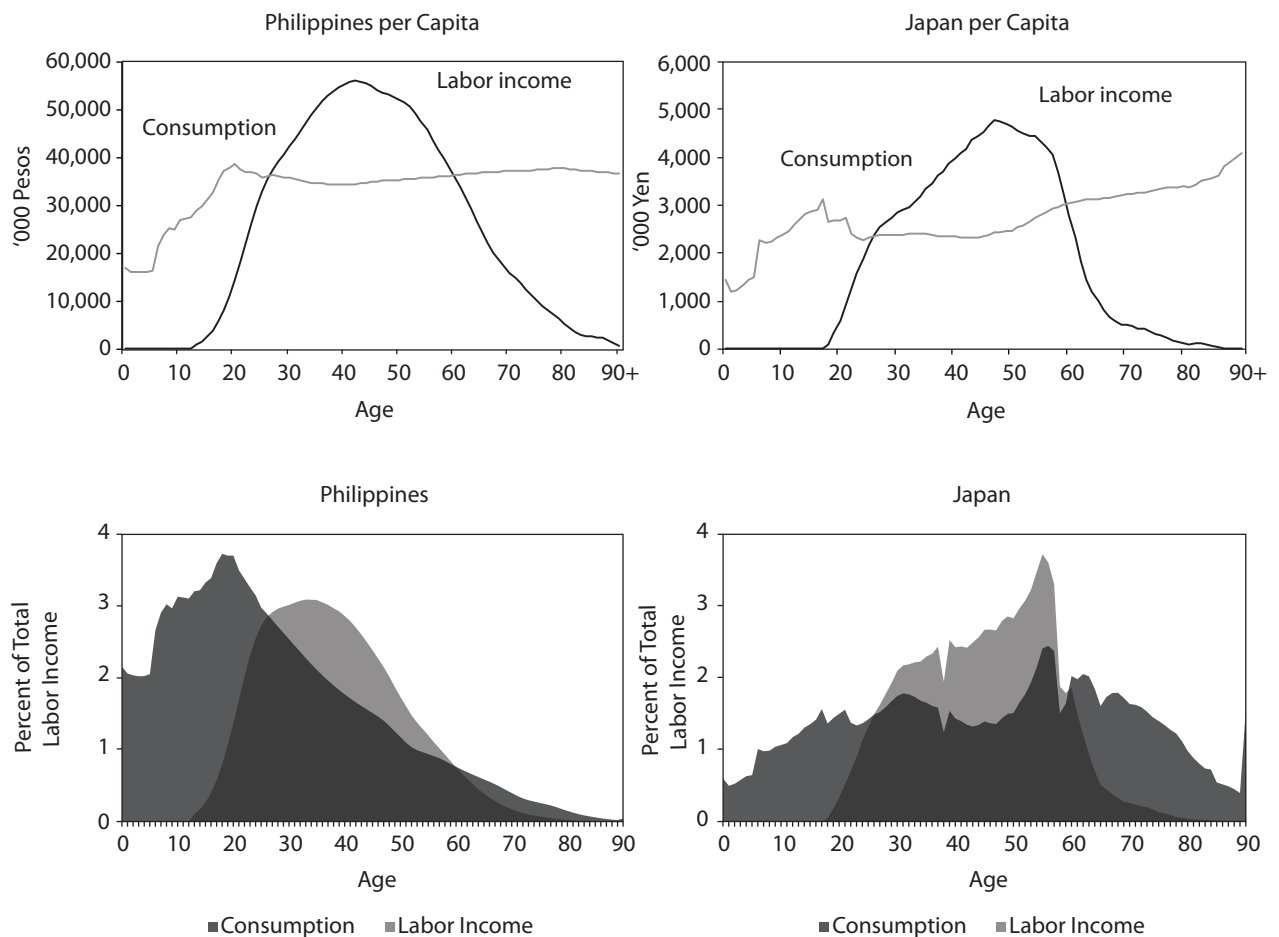 Philippines per Capita
60,000
50,000
40,000
30,000
20,000
10,000
0
'000 Pesos
Consumption
Labor income
0 10 20 30 40 50 60 70 80 90+
Age
Japan per Capita
6,000
5,000
4,000
3,000
2,000
1,000
0
'000 Yen
Consumption
Labor income
0 10 20 30 40 50 60 70 80 90+
Age
Philippines
4
3
2
1
0
Percent of Total
Labor Income
0 10 20 30 40 50 60 70 80 90
Age
Consumption Labor Income
Japan
4
3
2
1
0
Percent of Total
Labor Income
0 10 20 30 40 50 60 70 80 90
Age
Consumption Labor Income